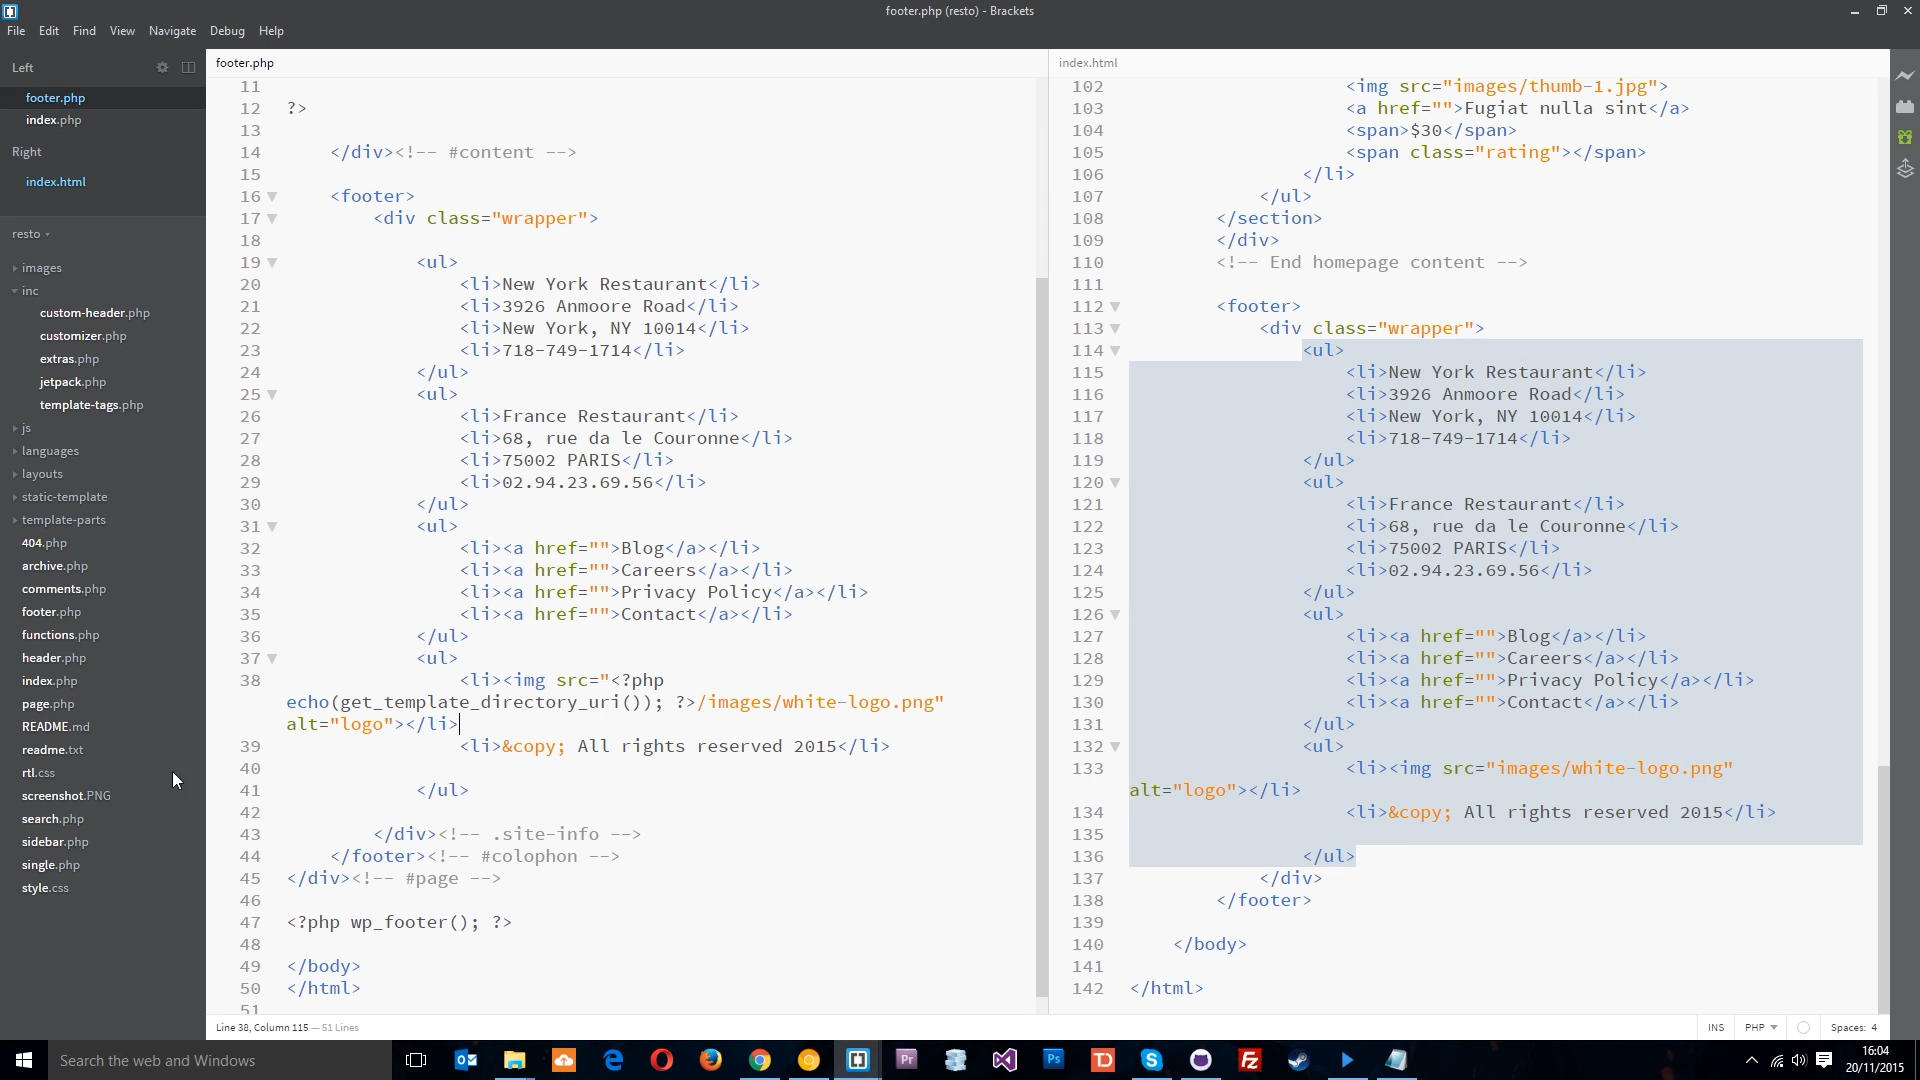 footer.php (resto) - Brackets
File Edit Find View Navigate Debug Help
Left
footer.php
index.php
Right
index.html
resto
images
inc
custom-header.php
customizer.php
extras.php
jetpack.php
template-tags.php
js
languages
layouts
static-template
template-parts
404.php
archive.php
comments.php
footer.php
functions.php
header.php
index.php
page.php
README.md
readme.txt
rtl.css
screenshot.PNG
search.php
sidebar.php
single.php
style.css
footer.php
11
12 ?>
13
14 </div><!-- #content -->
15
16 <footer>
17 <div class="wrapper">
18
19 <ul>
20 <li>New York Restaurant</li>
21 <li>3926 Anmoore Road</li>
22 <li>New York, NY 10014</li>
23 <li>718-749-1714</li>
24 </ul>
25 <ul>
26 <li>France Restaurant</li>
27 <li>68, rue da le Couronne</li>
28 <li>75002 PARIS</li>
29 <li>02.94.23.69.56</li>
30 </ul>
31 <ul>
32 <li><a href="">Blog</a></li>
33 <li><a href="">Careers</a></li>
34 <li><a href="">Privacy Policy</a></li>
35 <li><a href="">Contact</a></li>
36 </ul>
37 <ul>
38 <li><img src="<?php
echo(get_template_directory_uri()); ?>/images/white-logo.png"
alt="logo"></li>
39 <li>&copy; All rights reserved 2015</li>
40
41 </ul>
42
43 </div><!-- .site-info -->
44 </footer><!-- #colophon -->
45 </div><!-- #page -->
46
47 <?php wp_footer(); ?>
48
49 </body>
50 </html>
51
index.html
102 <img src="images/thumb-1.jpg">
103 <a href="">Fugiat nulla sint</a>
104 <span>$30</span>
105 <span class="rating"></span>
106 </li>
107 </ul>
108 </section>
109 </div>
110 <!-- End homepage content -->
111
112 <footer>
113 <div class="wrapper">
114 <ul>
115 <li>New York Restaurant</li>
116 <li>3926 Anmoore Road</li>
117 <li>New York, NY 10014</li>
118 <li>718-749-1714</li>
119 </ul>
120 <ul>
121 <li>France Restaurant</li>
122 <li>68, rue da le Couronne</li>
123 <li>75002 PARIS</li>
124 <li>02.94.23.69.56</li>
125 </ul>
126 <ul>
127 <li><a href="">Blog</a></li>
128 <li><a href="">Careers</a></li>
129 <li><a href="">Privacy Policy</a></li>
130 <li><a href="">Contact</a></li>
131 </ul>
132 <ul>
133 <li><img src="images/white-logo.png"
alt="logo"></li>
134 <li>&copy; All rights reserved 2015</li>
135
136 </ul>
137 </div>
138 </footer>
139
140 </body>
141
142 </html>
Line 38, Column 115 — 51 Lines
INS PHP Spaces: 4
Search the web and Windows
Pr
Ps
TD
Fz
16:04
20/11/2015